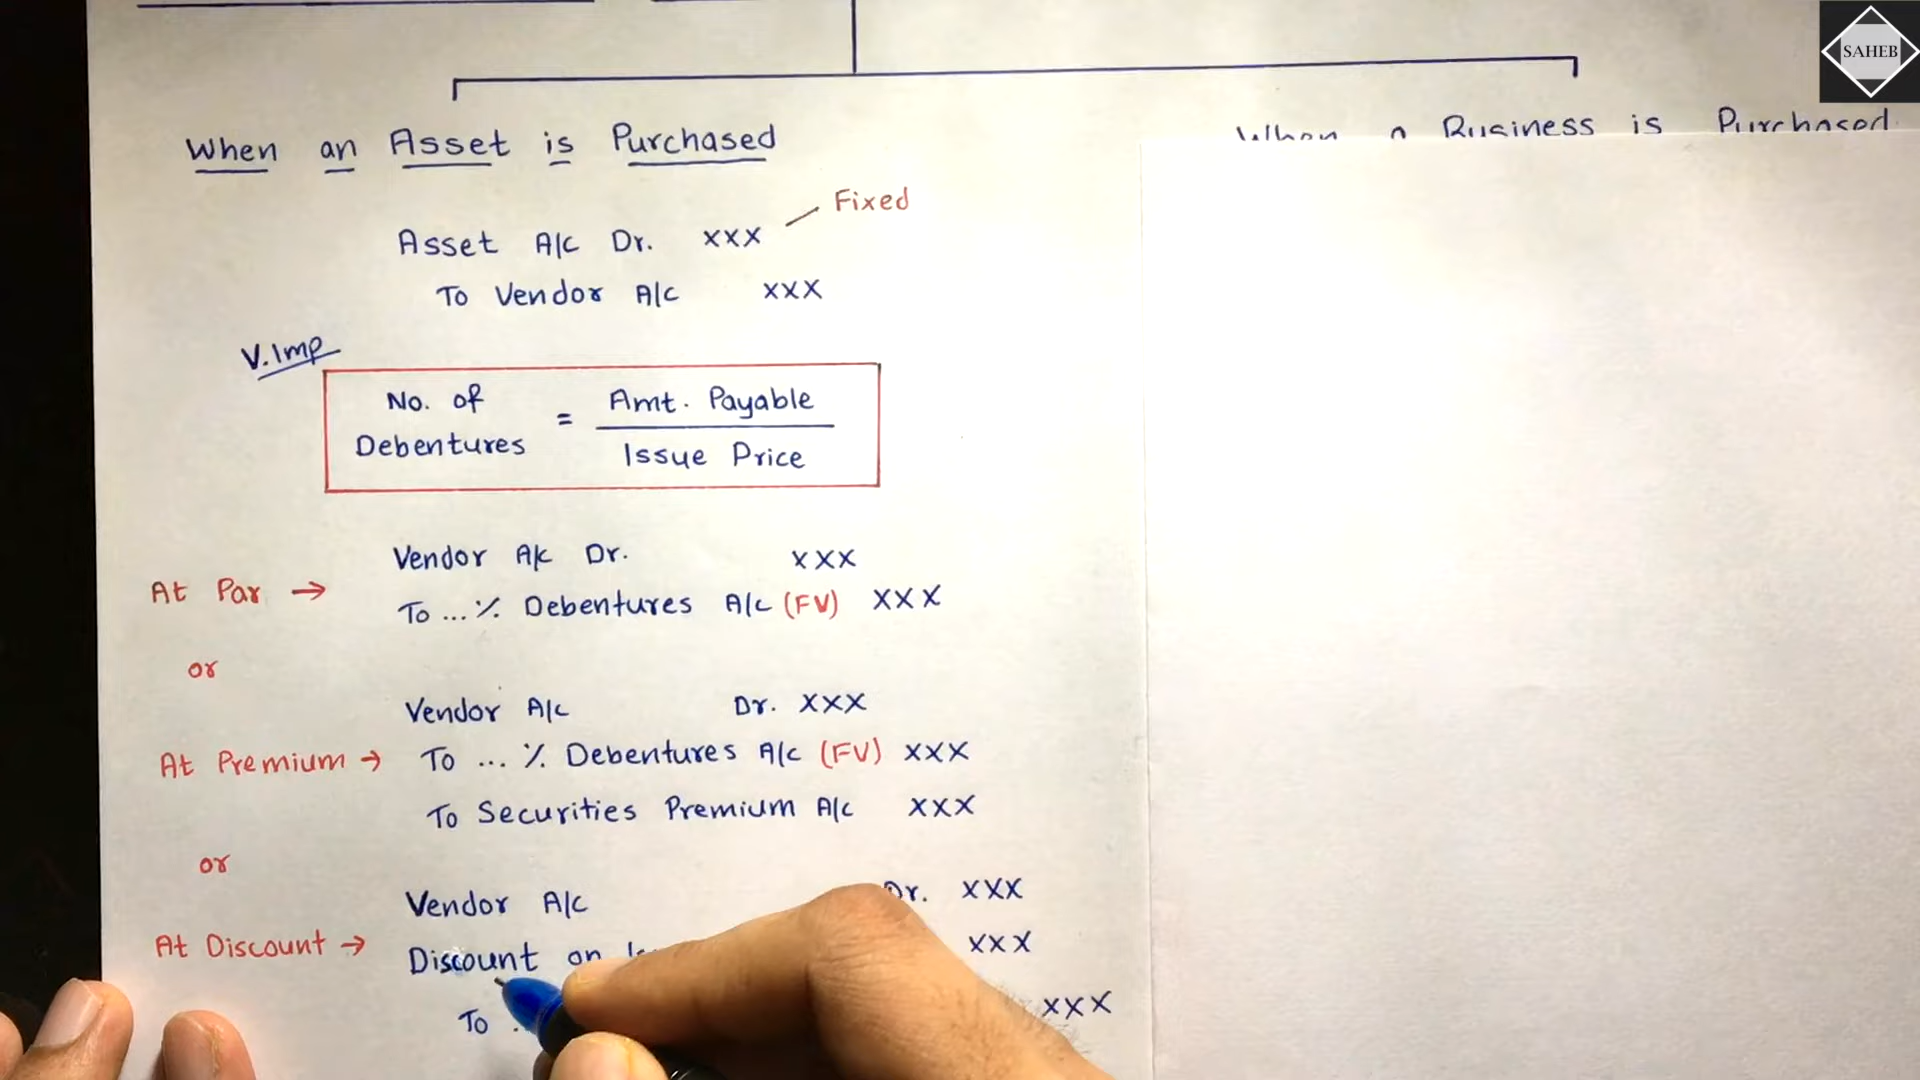 SAHEB
When an Asset is Purchased
Business is Purchased
Fixed
Asset A/c Dr. xxx
To Vendor A/c xxx
V.Imp
No. of Debentures = Amt. Payable / Issue Price
Vendor A/c Dr. xxx
At Par →
To ...% Debentures A/c (FV) xxx
or
Vendor A/c Dr. xxx
At Premium → To ... % Debentures A/c (FV) xxx
To Securities Premium A/c xxx
or
Vendor A/c Dr. xxx
At Discount → Discount on xxx
To xxx